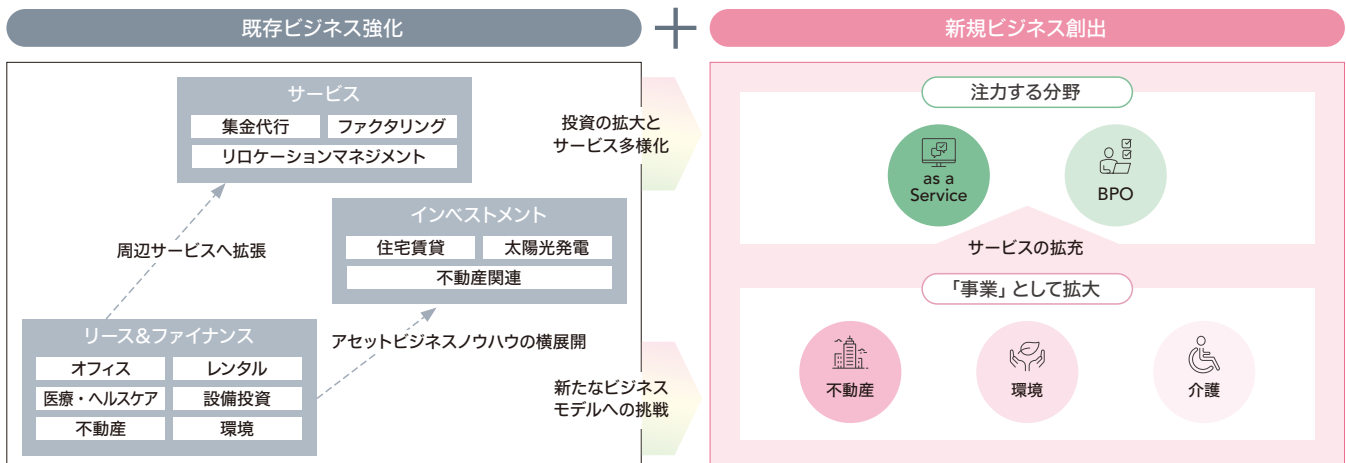 既存ビジネス強化
＋
新規ビジネス創出
サービス
集金代行
ファクタリング
リロケーションマネジメント
周辺サービスへ拡張
インベストメント
住宅賃貸
太陽光発電
不動産関連
リース&ファイナンス
オフィス
レンタル
医療・ヘルスケア
設備投資
不動産
環境
アセットビジネスノウハウの横展開
投資の拡大と
サービス多様化
新たなビジネス
モデルへの挑戦
注力する分野
as a
Service
BPO
サービスの拡充
「事業」として拡大
不動産
環境
介護